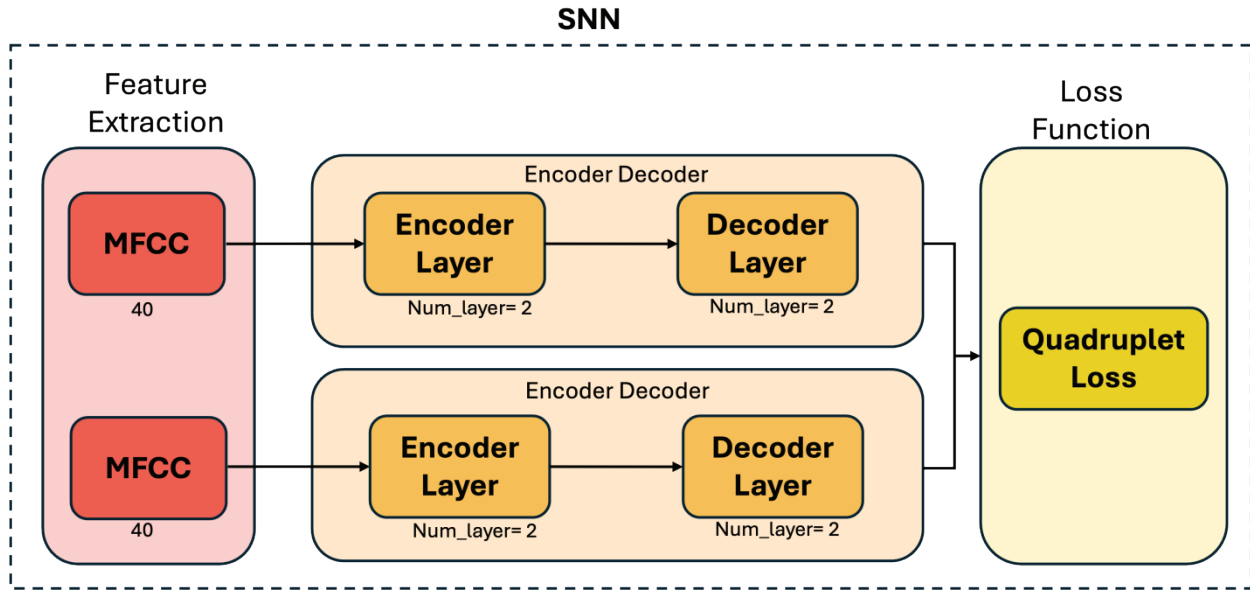 SNN
Feature
Extraction
MFCC
40
MFCC
40
Encoder Decoder
Encoder
Layer
Num_layer= 2
Decoder
Layer
Num_layer= 2
Encoder Decoder
Encoder
Layer
Num_layer= 2
Decoder
Layer
Num_layer= 2
Loss
Function
Quadruplet
Loss